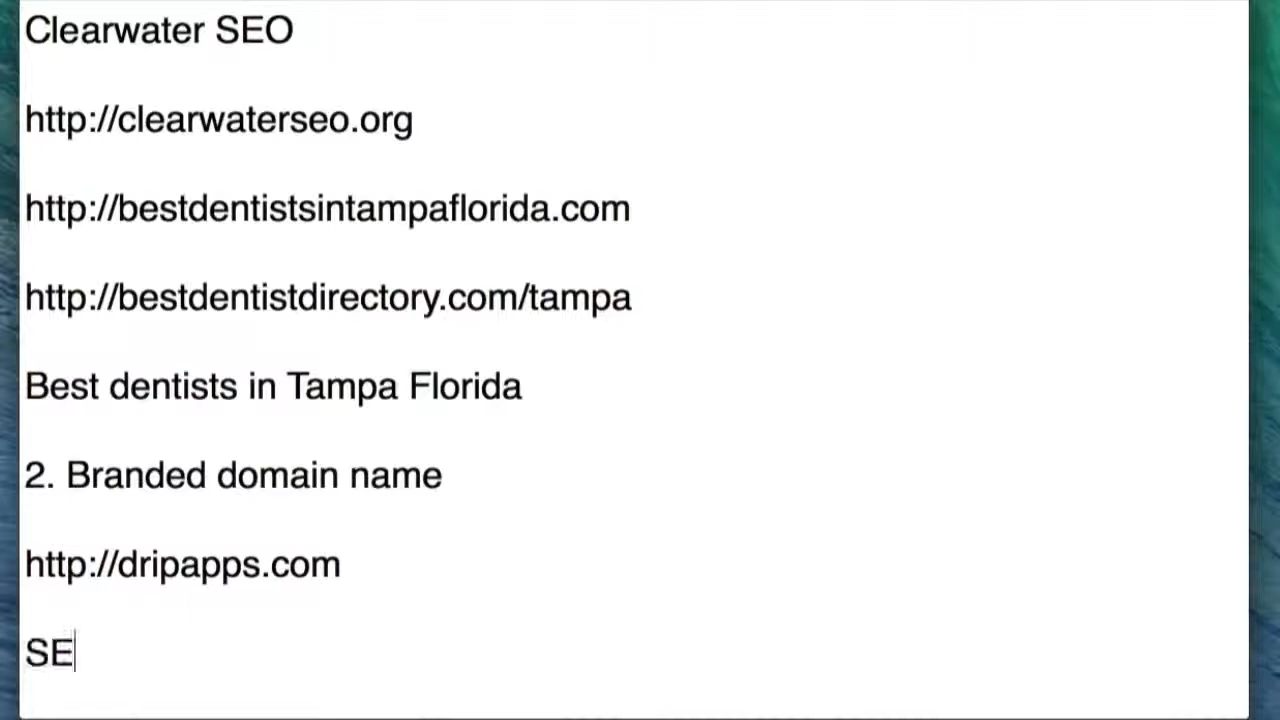 Clearwater SEO
http://clearwaterseo.org
http://bestdentistsintampaflorida.com
http://bestdentistdirectory.com/tampa
Best dentists in Tampa Florida
2. Branded domain name
http://dripapps.com
SE